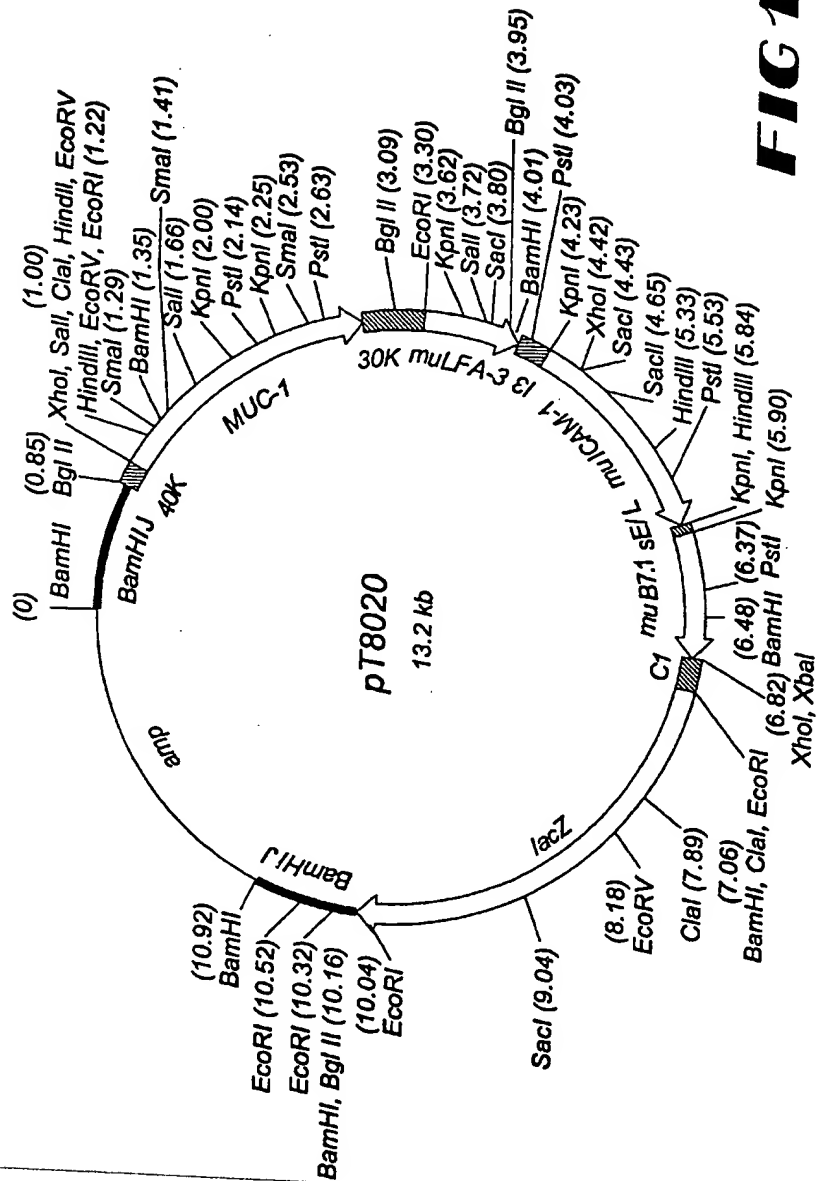 (0)
BamHI
(0.85)
Bgl II
(1.00)
XhoI, SalI, ClaI, HindII, EcoRV
HindIII, EcoRV, EcoRI (1.22)
SmaI (1.29)
BamHI (1.35)
SmaI (1.41)
SalI (1.66)
KpnI (2.00)
PstI (2.14)
KpnI (2.25)
SmaI (2.53)
PstI (2.63)
Bgl II (3.09)
EcoRI (3.30)
KpnI (3.62)
SalI (3.72)
SacI (3.80)
Bgl II (3.95)
BamHI (4.01)
PstI (4.03)
KpnI (4.23)
XhoI (4.42)
SacI (4.43)
SacII (4.65)
HindIII (5.33)
PstI (5.53)
KpnI, HindIII (5.84)
KpnI (5.90)
(6.37)
PstI
(6.48)
BamHI
(6.82)
XhoI, XbaI
(7.06)
BamHI, ClaI, EcoRI
ClaI (7.89)
(8.18)
EcoRV
SacI (9.04)
(10.04)
EcoRI
BamHI, Bgl II (10.16)
EcoRI (10.32)
EcoRI (10.52)
(10.92)
BamHI
BamHI J
40K
MUC-1
30K
muLFA-3
I3
muICAM-1
sE/L
muB7.1
C1
lacZ
BamHI J
amp
pT8020
13.2 kb